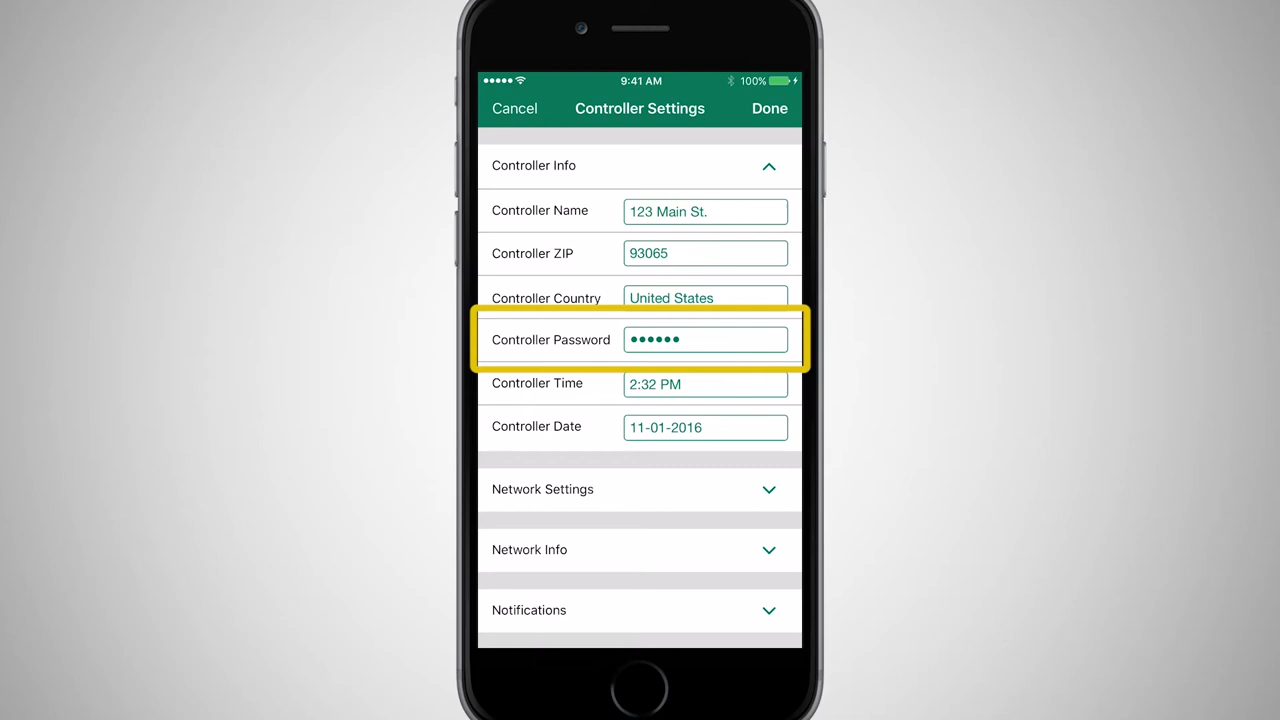 9:41 AM
100%
Cancel
Controller Settings
Done
Controller Info
Controller Name
123 Main St.
Controller ZIP
93065
Controller Country
United States
Controller Password
••••••
Controller Time
2:32 PM
Controller Date
11-01-2016
Network Settings
Network Info
Notifications